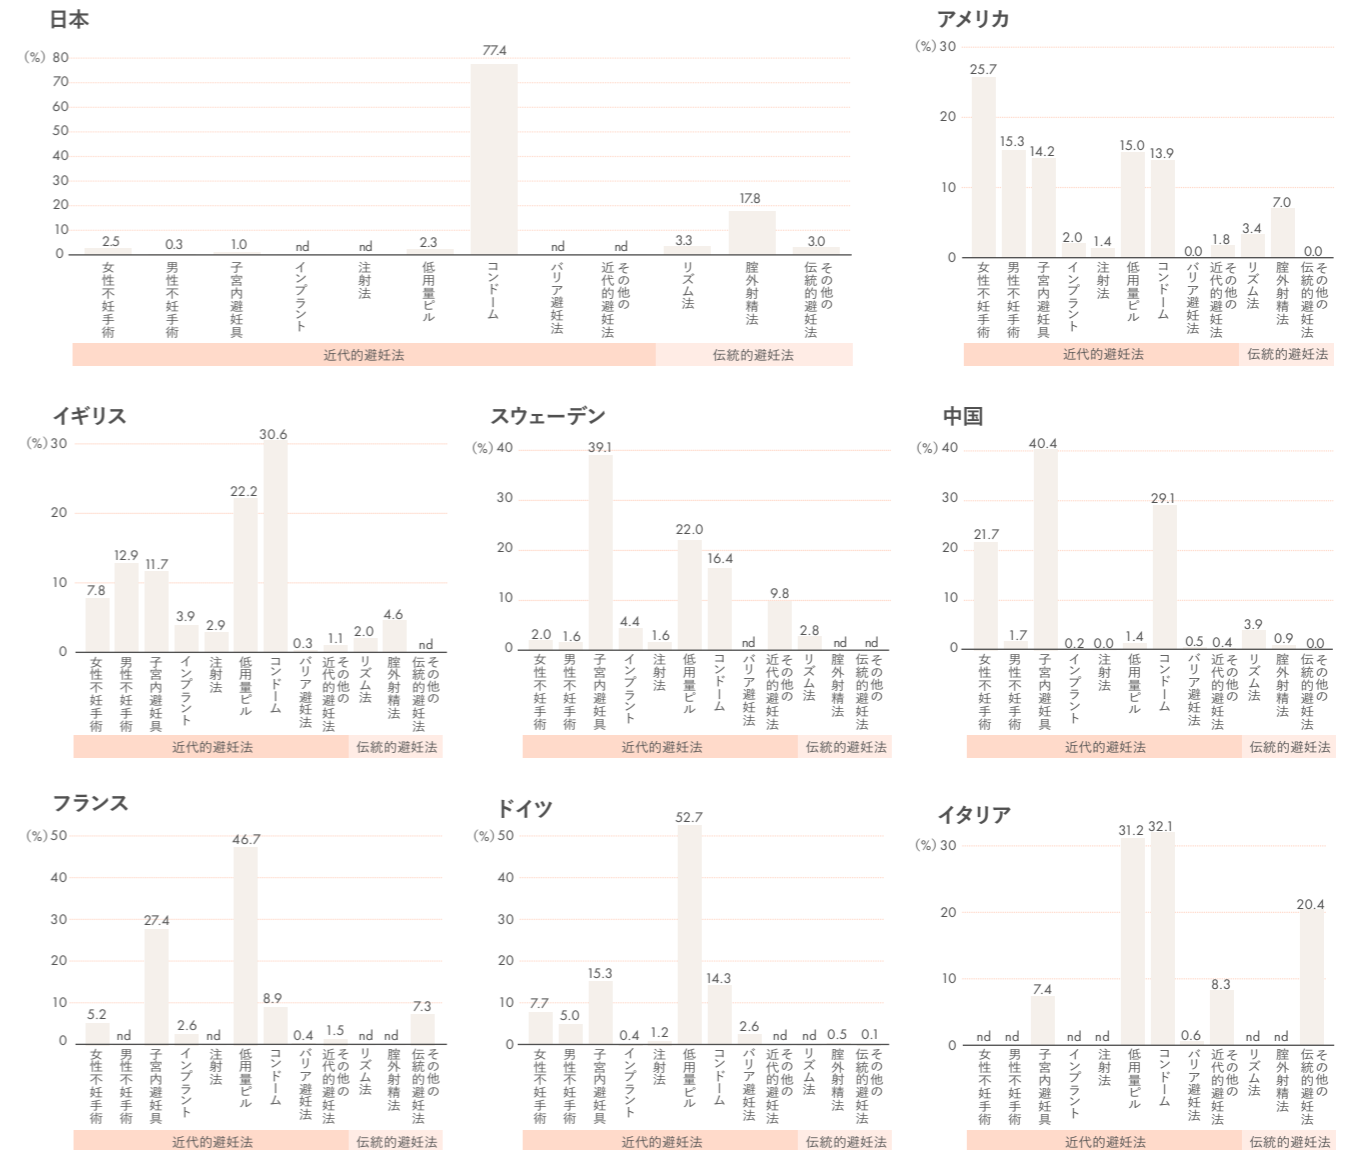 日本
(%) 80
70
60
50
40
30
20
10
0
2.5
0.3
1.0
nd
nd
2.3
77.4
nd
nd
3.3
17.8
3.0
女性不妊手術
男性不妊手術
子宮内避妊具
インプラント
注射法
低用量ピル
コンドーム
バリア避妊法
その他の
近代的避妊法
リズム法
腟外射精法
その他の
伝統的避妊法
近代的避妊法
伝統的避妊法
アメリカ
(%) 30
20
10
0
25.7
15.3
14.2
2.0
1.4
15.0
13.9
0.0
1.8
3.4
7.0
0.0
女性不妊手術
男性不妊手術
子宮内避妊具
インプラント
注射法
低用量ピル
コンドーム
バリア避妊法
その他の
近代的避妊法
リズム法
腟外射精法
その他の
伝統的避妊法
近代的避妊法
伝統的避妊法
イギリス
(%) 30
20
10
0
7.8
12.9
11.7
3.9
2.9
22.2
30.6
0.3
1.1
2.0
4.6
nd
女性不妊手術
男性不妊手術
子宮内避妊具
インプラント
注射法
低用量ピル
コンドーム
バリア避妊法
その他の
近代的避妊法
リズム法
腟外射精法
その他の
伝統的避妊法
近代的避妊法
伝統的避妊法
スウェーデン
(%) 40
30
20
10
0
2.0
1.6
39.1
4.4
1.6
22.0
16.4
nd
9.8
2.8
nd
nd
女性不妊手術
男性不妊手術
子宮内避妊具
インプラント
注射法
低用量ピル
コンドーム
バリア避妊法
その他の
近代的避妊法
リズム法
腟外射精法
その他の
伝統的避妊法
近代的避妊法
伝統的避妊法
中国
(%) 40
30
20
10
0
21.7
1.7
40.4
0.2
0.0
1.4
29.1
0.5
0.4
3.9
0.9
0.0
女性不妊手術
男性不妊手術
子宮内避妊具
インプラント
注射法
低用量ピル
コンドーム
バリア避妊法
その他の
近代的避妊法
リズム法
腟外射精法
その他の
伝統的避妊法
近代的避妊法
伝統的避妊法
フランス
(%) 50
40
30
20
10
0
5.2
nd
27.4
2.6
nd
46.7
8.9
0.4
1.5
nd
nd
7.3
女性不妊手術
男性不妊手術
子宮内避妊具
インプラント
注射法
低用量ピル
コンドーム
バリア避妊法
その他の
近代的避妊法
リズム法
腟外射精法
その他の
伝統的避妊法
近代的避妊法
伝統的避妊法
ドイツ
(%) 50
40
30
20
10
0
7.7
5.0
15.3
0.4
1.2
52.7
14.3
2.6
nd
nd
0.5
0.1
女性不妊手術
男性不妊手術
子宮内避妊具
インプラント
注射法
低用量ピル
コンドーム
バリア避妊法
その他の
近代的避妊法
リズム法
腟外射精法
その他の
伝統的避妊法
近代的避妊法
伝統的避妊法
イタリア
(%) 30
20
10
0
nd
nd
7.4
nd
nd
31.2
32.1
0.6
8.3
nd
nd
20.4
女性不妊手術
男性不妊手術
子宮内避妊具
インプラント
注射法
低用量ピル
コンドーム
バリア避妊法
その他の
近代的避妊法
リズム法
腟外射精法
その他の
伝統的避妊法
近代的避妊法
伝統的避妊法